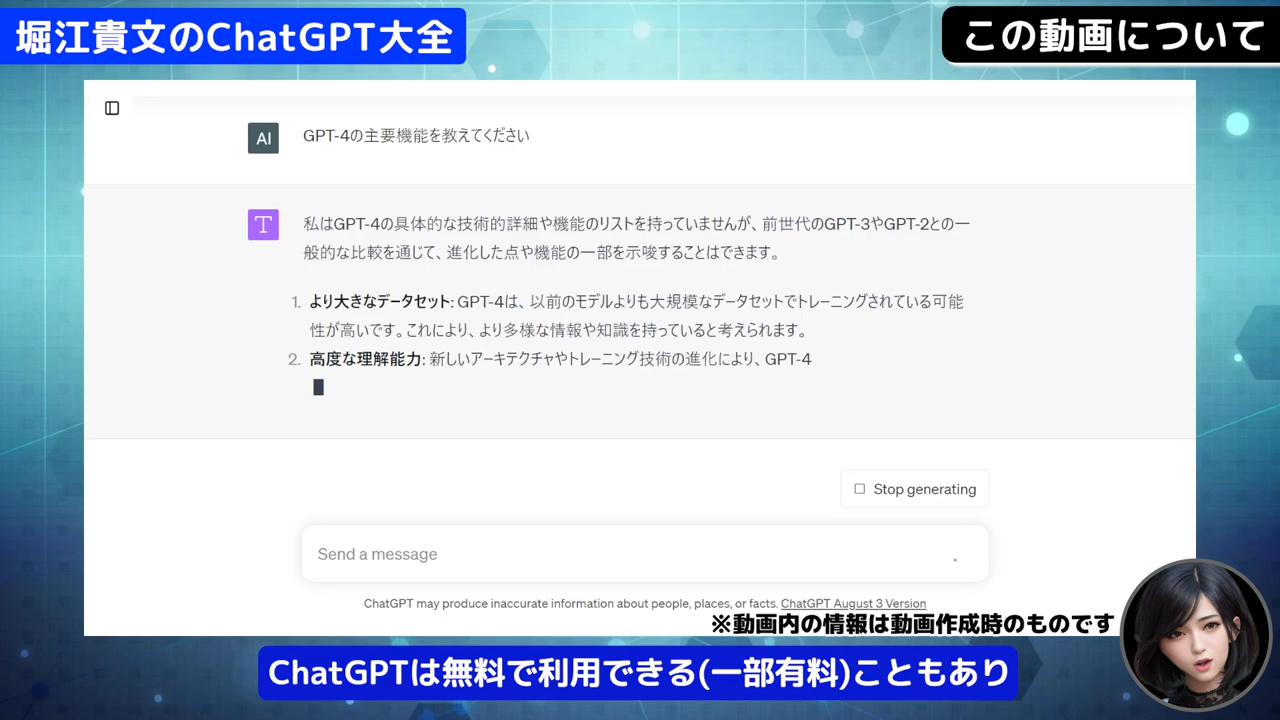 堀江貴文のChatGPT大全
この動画について
AI
GPT-4の主要機能を教えてください
T
私はGPT-4の具体的な技術的詳細や機能のリストを持っていませんが、前世代のGPT-3やGPT-2との一
般的な比較を通じて、進化した点や機能の一部を示唆することはできます。
1. より大きなデータセット: GPT-4は、以前のモデルよりも大規模なデータセットでトレーニングされている可能
性が高いです。これにより、より多様な情報や知識を持っていると考えられます。
2. 高度な理解能力: 新しいアーキテクチャやトレーニング技術の進化により、GPT-4
Stop generating
Send a message
ChatGPT may produce inaccurate information about people, places, or facts. ChatGPT August 3 Version
※動画内の情報は動画作成時のものです
ChatGPTは無料で利用できる(一部有料)こともあり